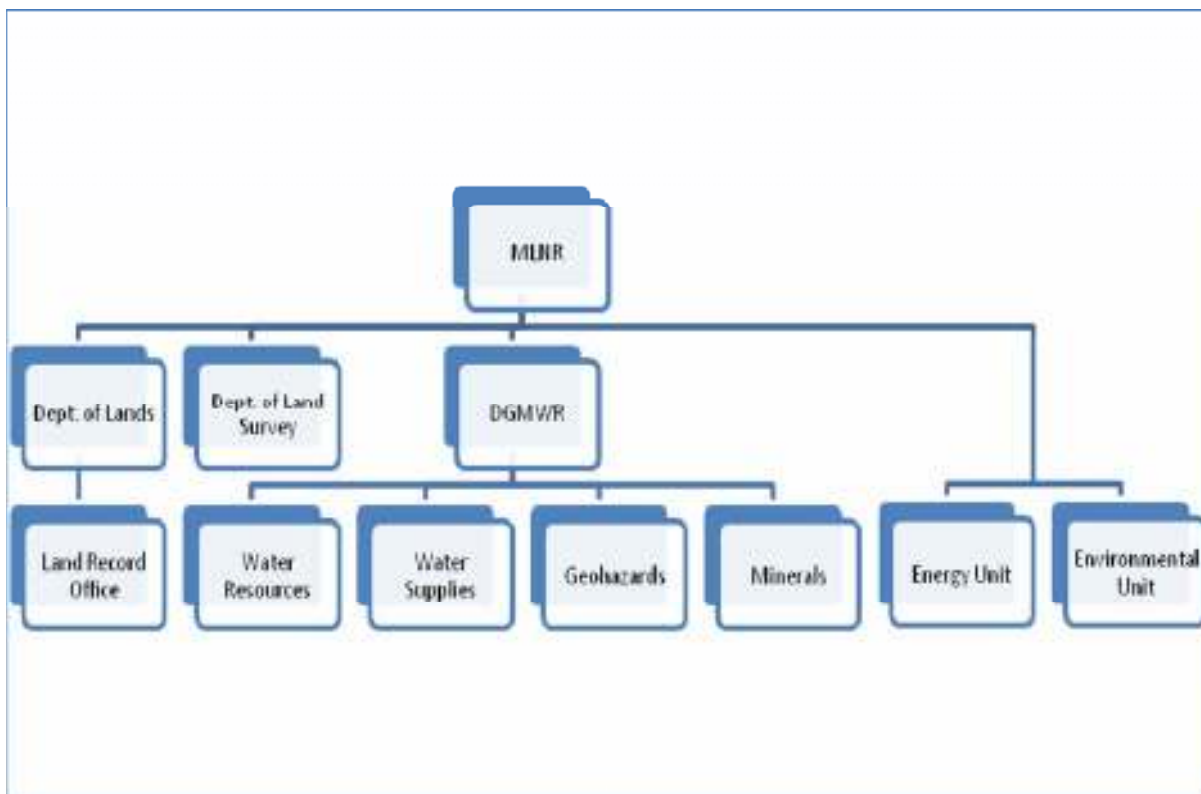 MLNR
Dept. of Lands
Dept. of Land
Survey
DGMWR
Land Record
Office
Water
Resources
Water
Supplies
Geohazards
Minerals
Energy Unit
Environmental
Unit